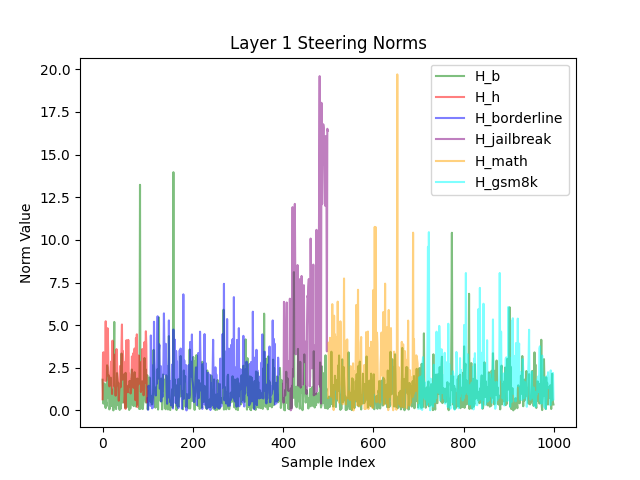 Layer 1 Steering Norms
20.0
17.5
15.0
12.5
10.0
7.5
5.0
2.5
0.0
Norm Value
H_b
H_h
H_borderline
H_jailbreak
H_math
H_gsm8k
0 200 400 600 800 1000
Sample Index